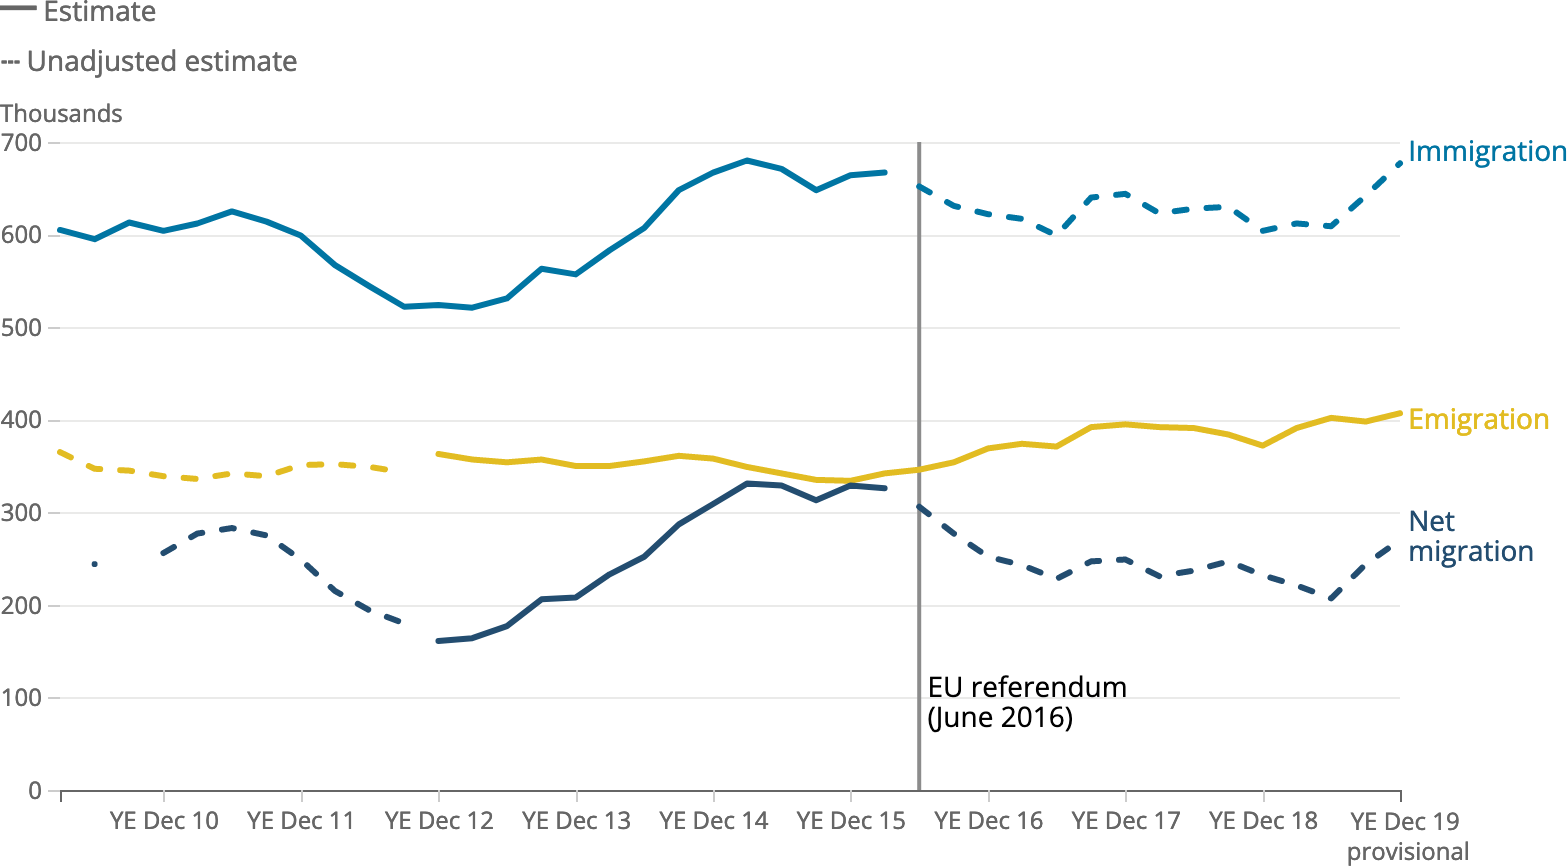 Estimate
--- Unadjusted estimate
Thousands
700
600
500
400
300
200
100
0
Immigration
Emigration
Net
migration
EU referendum
(June 2016)
YE Dec 10 YE Dec 11 YE Dec 12 YE Dec 13 YE Dec 14 YE Dec 15 YE Dec 16 YE Dec 17 YE Dec 18 YE Dec 19
provisional